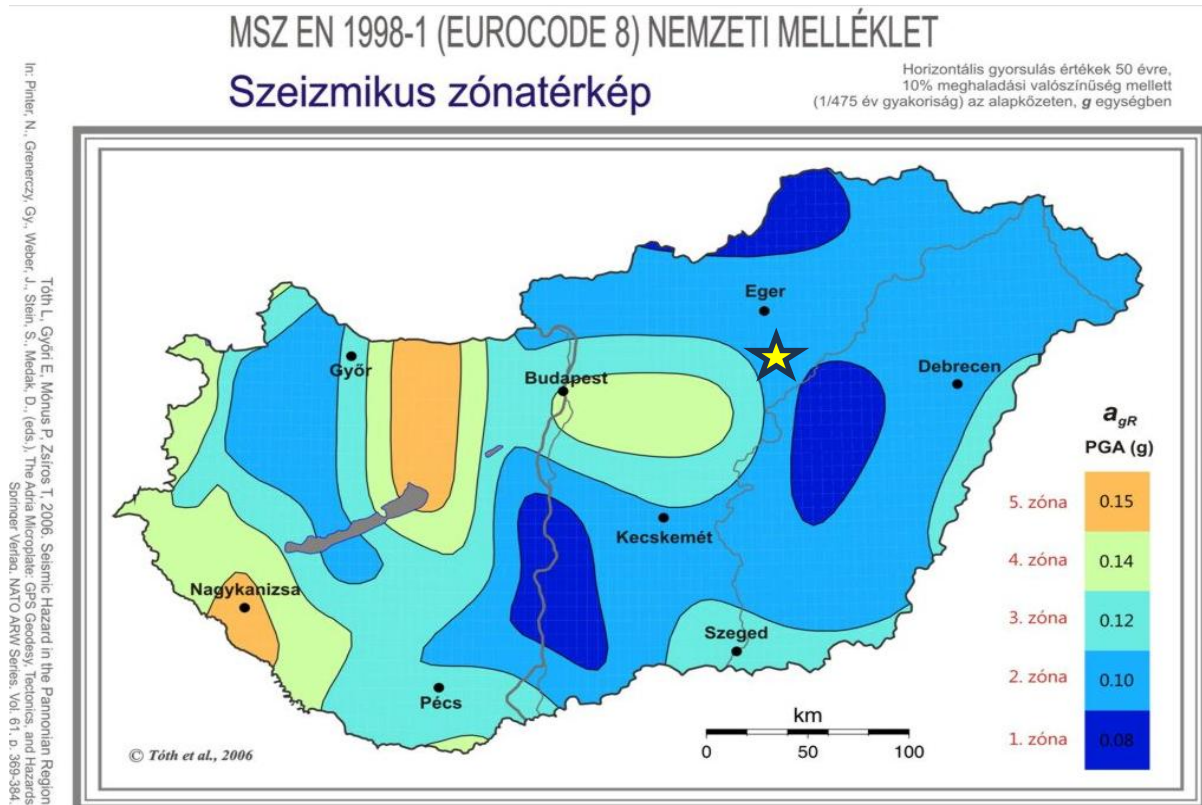 MSZ EN 1998-1 (EUROCODE 8) NEMZETI MELLÉKLET
Szeizmikus zónatérkép
Horizontális gyorsulás értékek 50 évre,
10% meghaladási valószínűség mellett
(1/475 év gyakoriság) az alapkőzeten, g egységben
Tóth L, Győri E, Mónus P, Zsíros T, 2006. Seismic Hazard in the Pannonian Region
In: Pinter, N., Grenerczy, Gy., Weber, J., Stein, S., Medak, D., (eds.), The Adria Microplate: GPS Geodesy, Tectonics, and Hazards
Springer Verlag, NATO ARW Series, Vol. 61, p. 369-384.
Eger
Győr
Budapest
Debrecen
Kecskemét
Nagykanizsa
Szeged
Pécs
a gR
PGA (g)
5. zóna 0.15
4. zóna 0.14
3. zóna 0.12
2. zóna 0.10
1. zóna 0.08
km
0 50 100
© Tóth et al., 2006